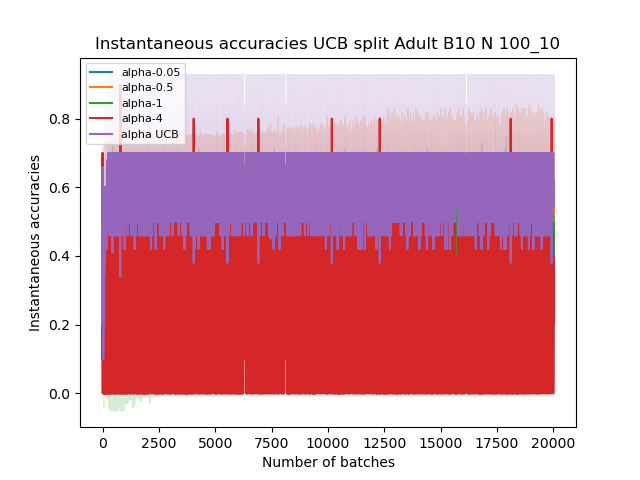 Instantaneous accuracies UCB split Adult B10 N 100_10
alpha-0.05
alpha-0.5
alpha-1
alpha-4
alpha UCB
Instantaneous accuracies
0.8
0.6
0.4
0.2
0.0
0 2500 5000 7500 10000 12500 15000 17500 20000
Number of batches